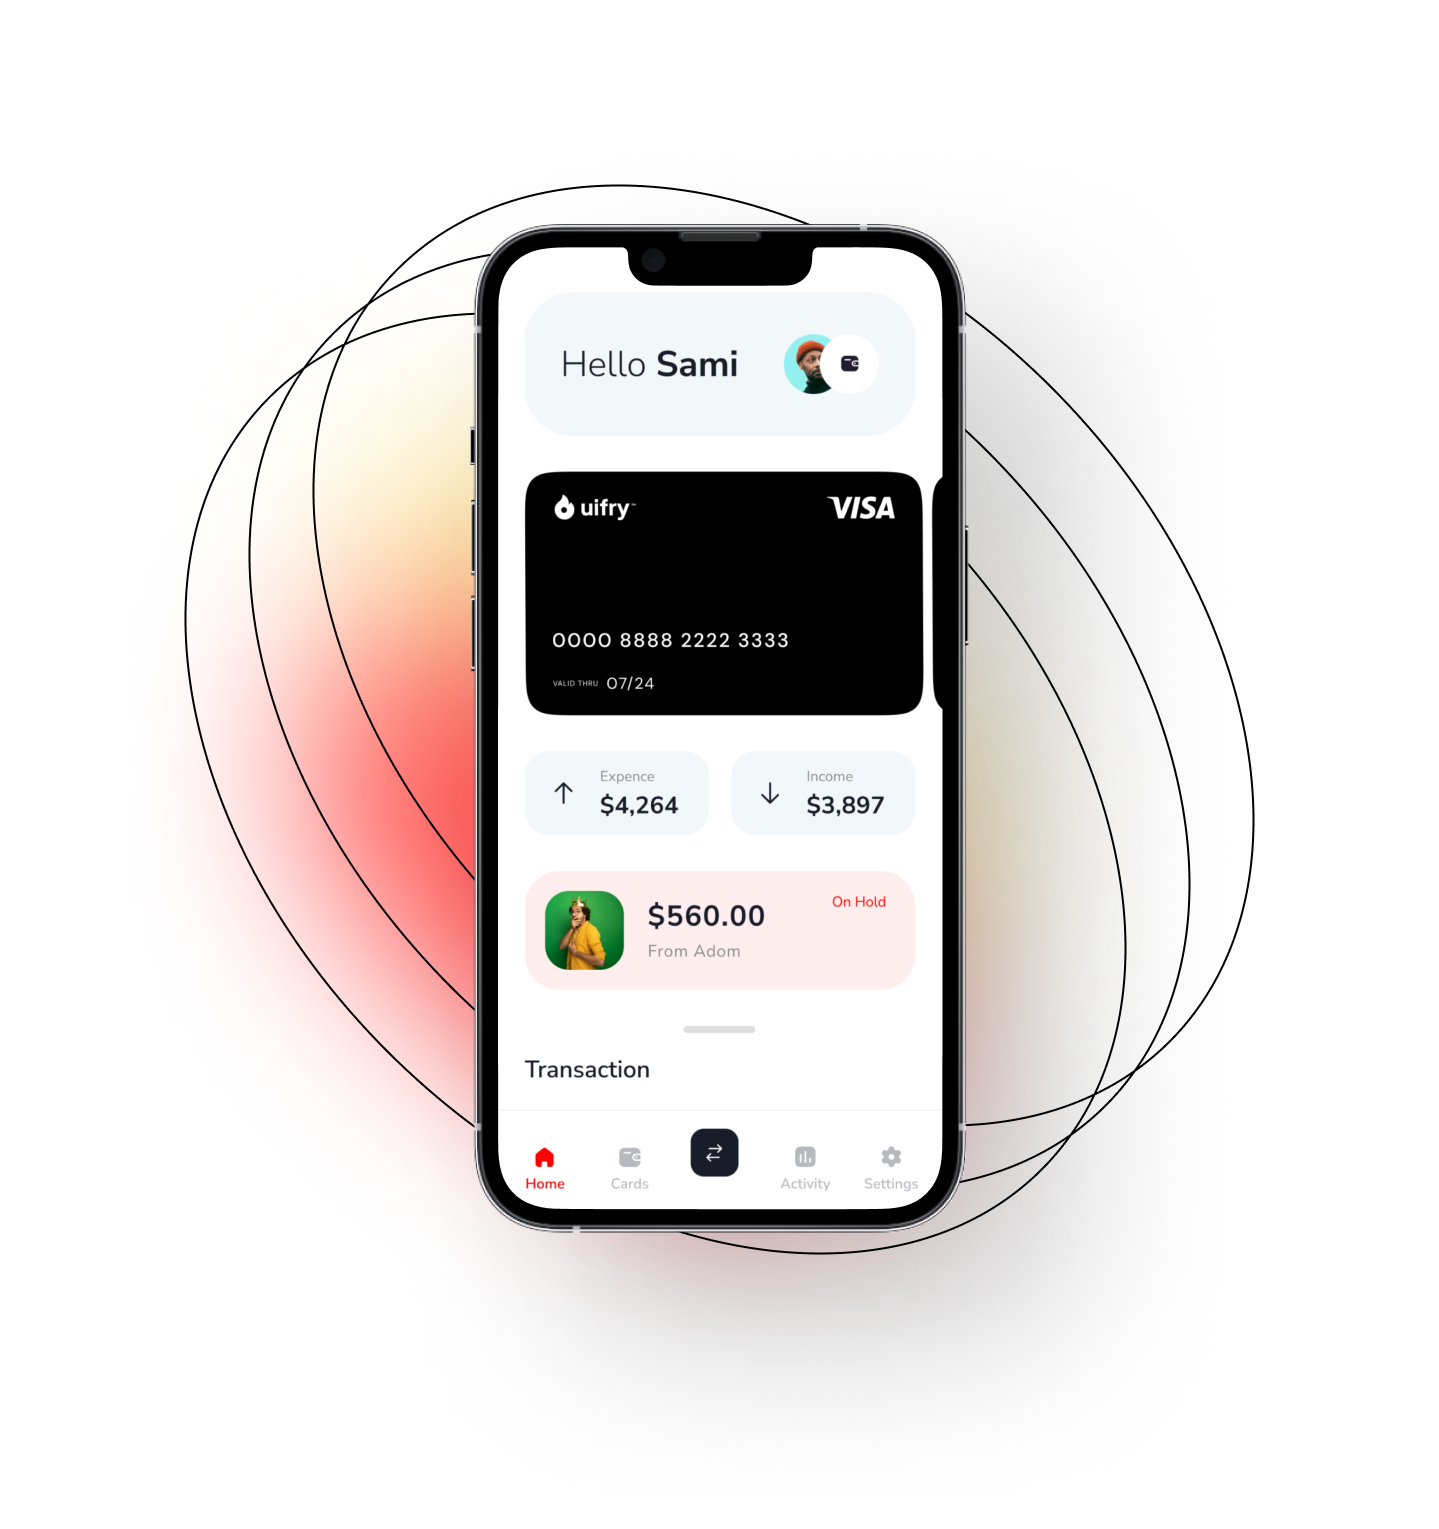 Hello Sami
uifry™
VISA
0000 8888 2222 3333
VALID THRU 07/24
Expence
$4,264
Income
$3,897
$560.00
On Hold
From Adom
Transaction
Home
Cards
Activity
Settings